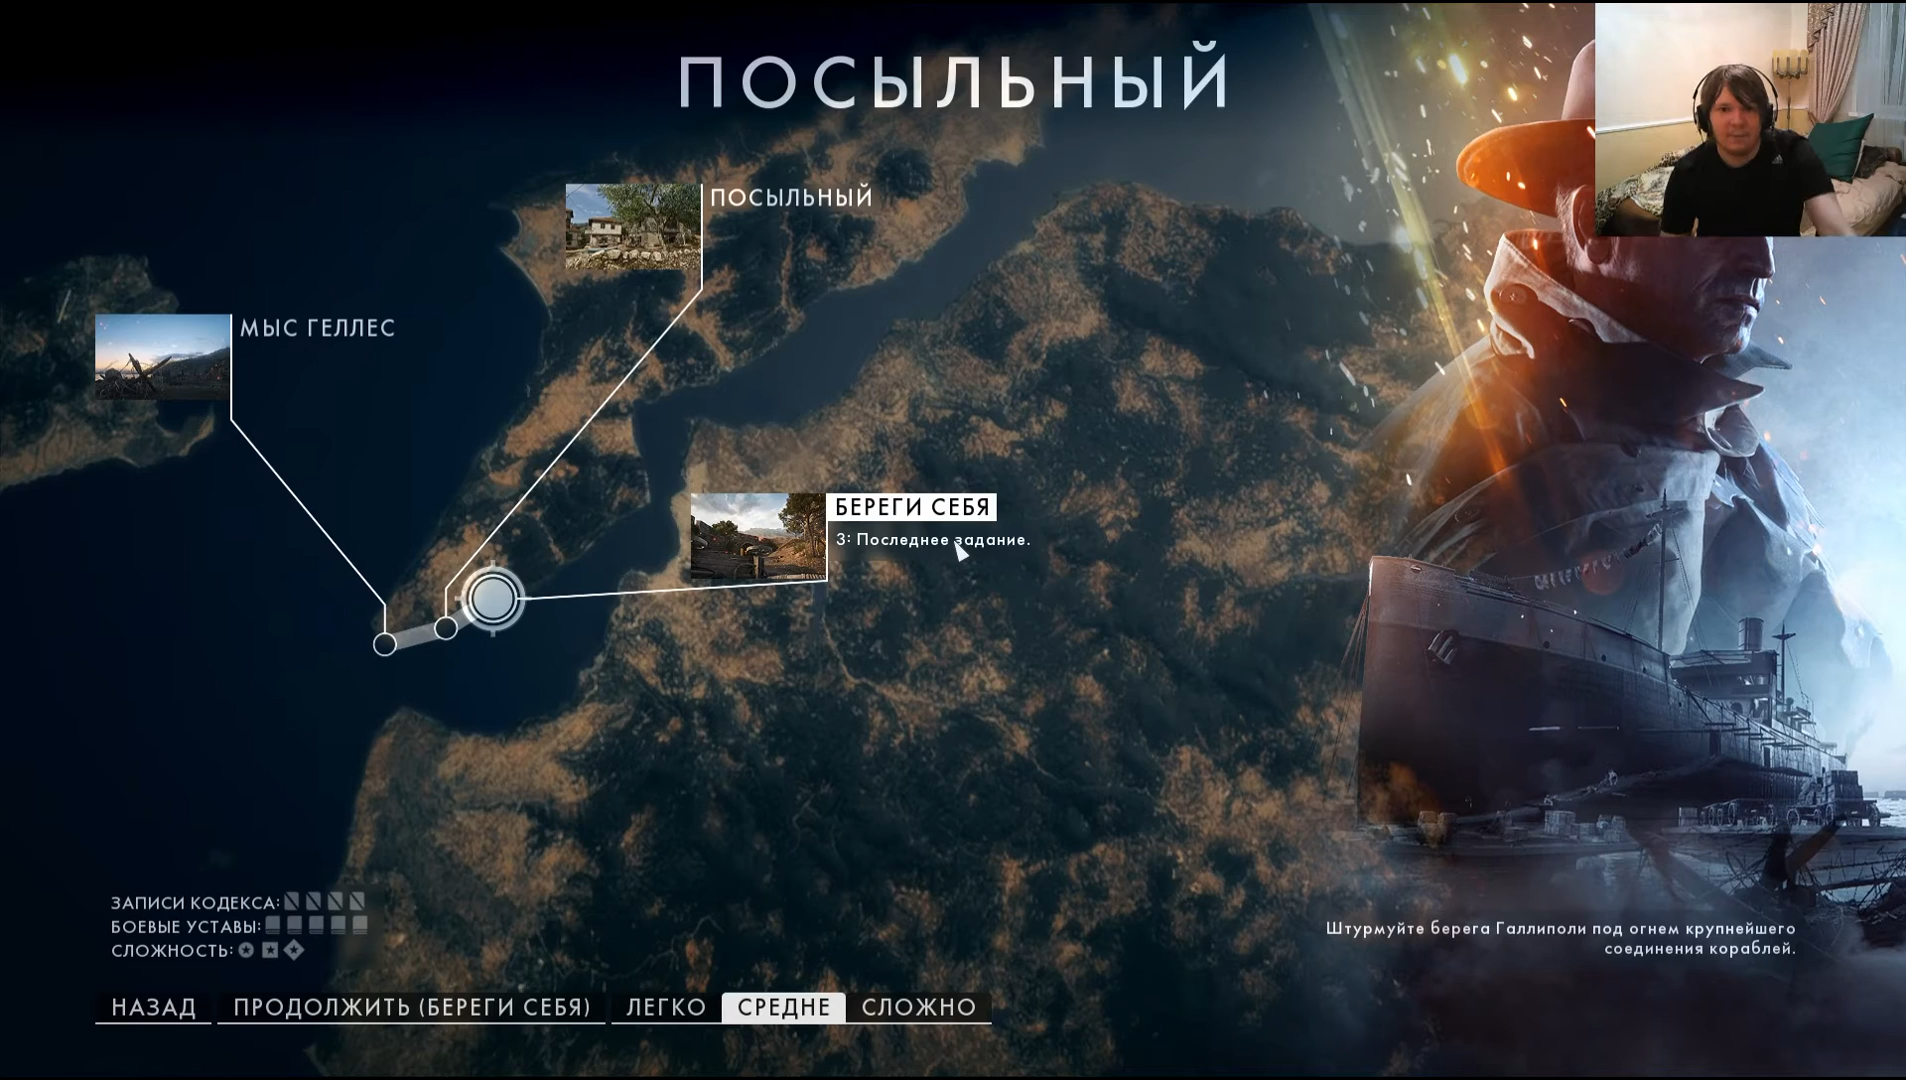 ПОСЫЛЬНЫЙ
ПОСЫЛЬНЫЙ
МЫС ГЕЛЛЕС
БЕРЕГИ СЕБЯ
3: Последнее задание.
ЗАПИСИ КОДЕКСА:
БОЕВЫЕ УСТАВЫ:
СЛОЖНОСТЬ:
Штурмуйте берега Галлиполи под огнем крупнейшего
соединения кораблей.
НАЗАД ПРОДОЛЖИТЬ (БЕРЕГИ СЕБЯ) ЛЕГКО СРЕДНЕ СЛОЖНО